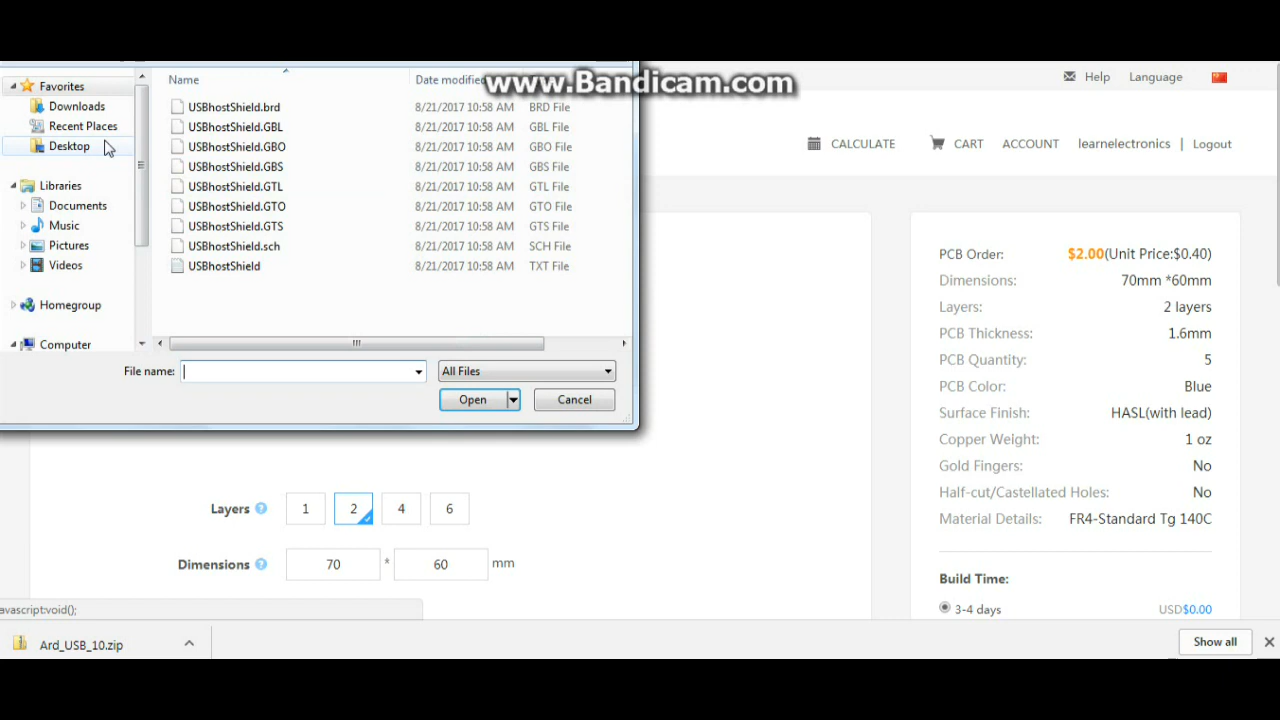 www.Bandicam.com
Favorites
Downloads
Recent Places
Desktop
Libraries
Documents
Music
Pictures
Videos
Homegroup
Computer
Name Date modified
USBhostShield.brd 8/21/2017 10:58 AM BRD File
USBhostShield.GBL 8/21/2017 10:58 AM GBL File
USBhostShield.GBO 8/21/2017 10:58 AM GBO File
USBhostShield.GBS 8/21/2017 10:58 AM GBS File
USBhostShield.GTL 8/21/2017 10:58 AM GTL File
USBhostShield.GTO 8/21/2017 10:58 AM GTO File
USBhostShield.GTS 8/21/2017 10:58 AM GTS File
USBhostShield.sch 8/21/2017 10:58 AM SCH File
USBhostShield 8/21/2017 10:58 AM TXT File
File name: All Files
Open Cancel
Help Language
CALCULATE CART ACCOUNT learnelectronics | Logout
PCB Order: $2.00(Unit Price:$0.40)
Dimensions: 70mm *60mm
Layers: 2 layers
PCB Thickness: 1.6mm
PCB Quantity: 5
PCB Color: Blue
Surface Finish: HASL(with lead)
Copper Weight: 1 oz
Gold Fingers: No
Half-cut/Castellated Holes: No
Material Details: FR4-Standard Tg 140C
Build Time:
3-4 days USD$0.00
Layers ? 1 2 4 6
Dimensions ? 70 * 60 mm
avascript:void();
Ard_USB_10.zip
Show all